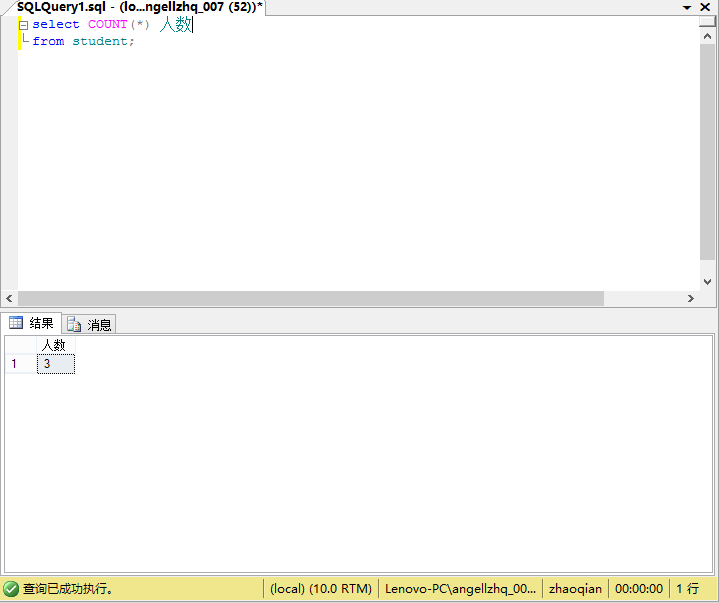 SQLQuery1.sql - (lo...ngellzhq_007 (52))*
select COUNT(*) 人数
from student;
结果 消息
人数
1 3
查询已成功执行。 (local) (10.0 RTM) Lenovo-PC\angellzhq_00... zhaoqian 00:00:00 1 行